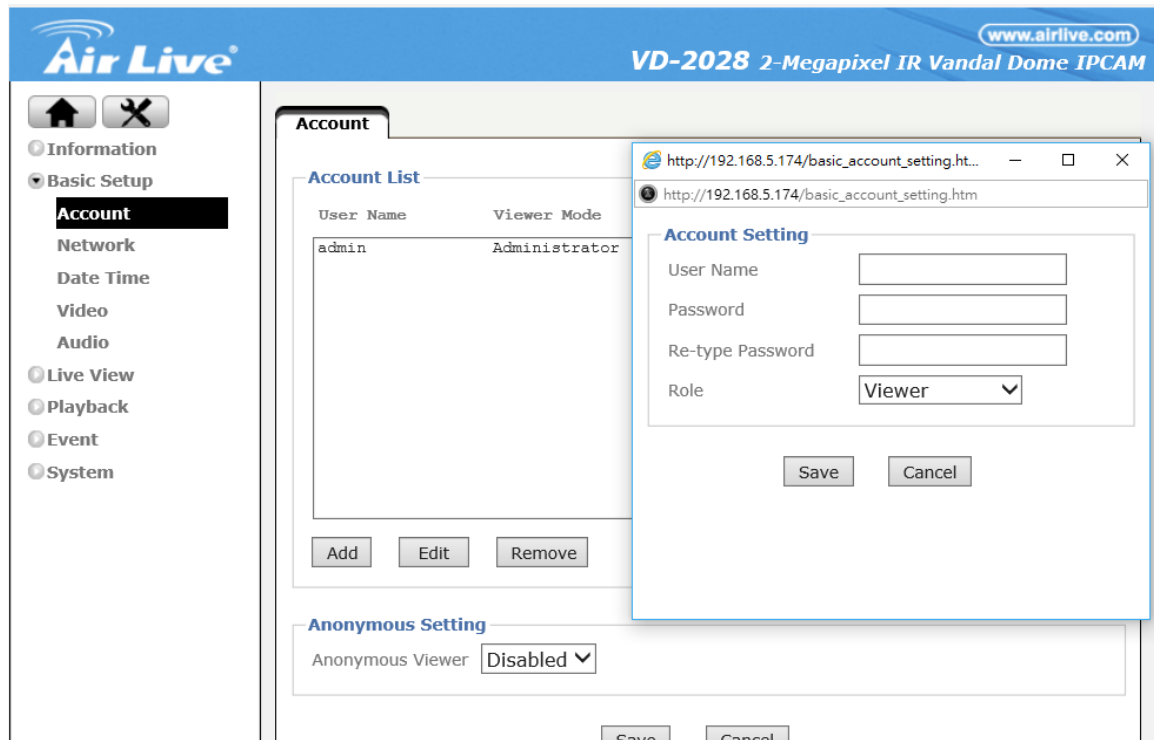 Air Live®
www.airlive.com
VD-2028 2-Megapixel IR Vandal Dome IPCAM
Information
Basic Setup
Account
Network
Date Time
Video
Audio
Live View
Playback
Event
System
Account
Account List
User Name Viewer Mode
admin Administrator
Add Edit Remove
Anonymous Setting
Anonymous Viewer Disabled
Save Cancel
http://192.168.5.174/basic_account_setting.ht...
http://192.168.5.174/basic_account_setting.htm
Account Setting
User Name
Password
Re-type Password
Role Viewer
Save Cancel